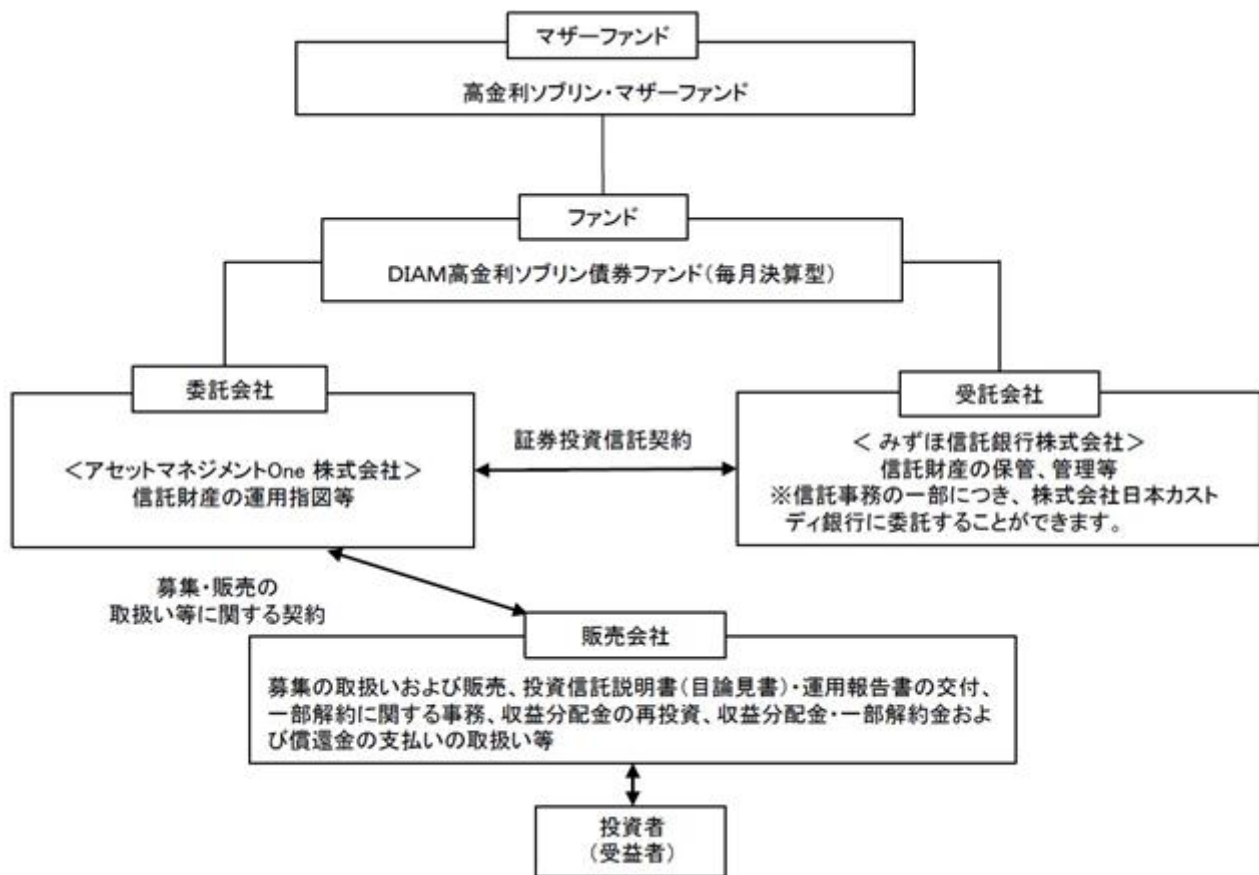 マザーファンド
高金利ソブリン・マザーファンド
ファンド
DIAM高金利ソブリン債券ファンド(毎月決算型)
委託会社
<アセットマネジメントOne 株式会社>
信託財産の運用指図等
証券投資信託契約
受託会社
< みずほ信託銀行株式会社>
信託財産の保管、管理等
※信託事務の一部につき、株式会社日本カスト
ディ銀行に委託することができます。
募集・販売の
取扱い等に関する契約
販売会社
募集の取扱いおよび販売、投資信託説明書(目論見書)・運用報告書の交付、
一部解約に関する事務、収益分配金の再投資、収益分配金・一部解約金およ
び償還金の支払いの取扱い等
投資者
(受益者)